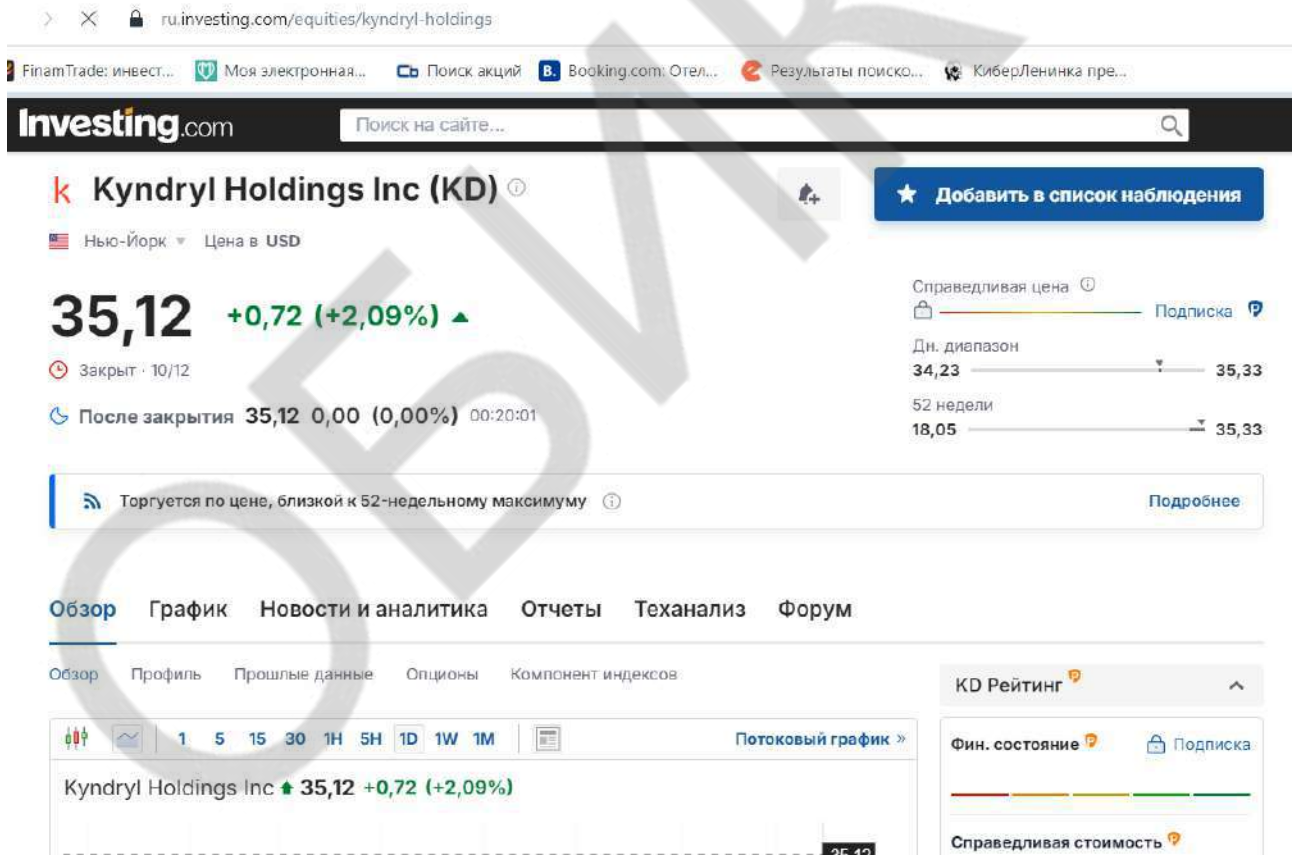 ru.investing.com/equities/kyndryl-holdings
FinamTrade: инвест... Моя электронная... Сb Поиск акций B. Booking.com: Отел... Результаты поиско... КиберЛенинка пре...
Investing.com Поиск на сайте...
k Kyndryl Holdings Inc (KD)
Добавить в список наблюдения
Нью-Йорк Цена в USD
35,12 +0,72 (+2,09%)
Справедливая цена
Подписка
Закрыт · 10/12
Дн. диапазон
34,23 35,33
После закрытия 35,12 0,00 (0,00%) 00:20:01
52 недели
18,05 35,33
Торгуется по цене, близкой к 52-недельному максимуму Подробнее
Обзор График Новости и аналитика Отчеты Теханализ Форум
Обзор Профиль Прошлые данные Опционы Компонент индексов
KD Рейтинг
1 5 15 30 1H 5H 1D 1W 1M Потоковый график »
Фин. состояние Подписка
Kyndryl Holdings Inc 35,12 +0,72 (+2,09%)
Справедливая стоимость
35,12
ОБИК